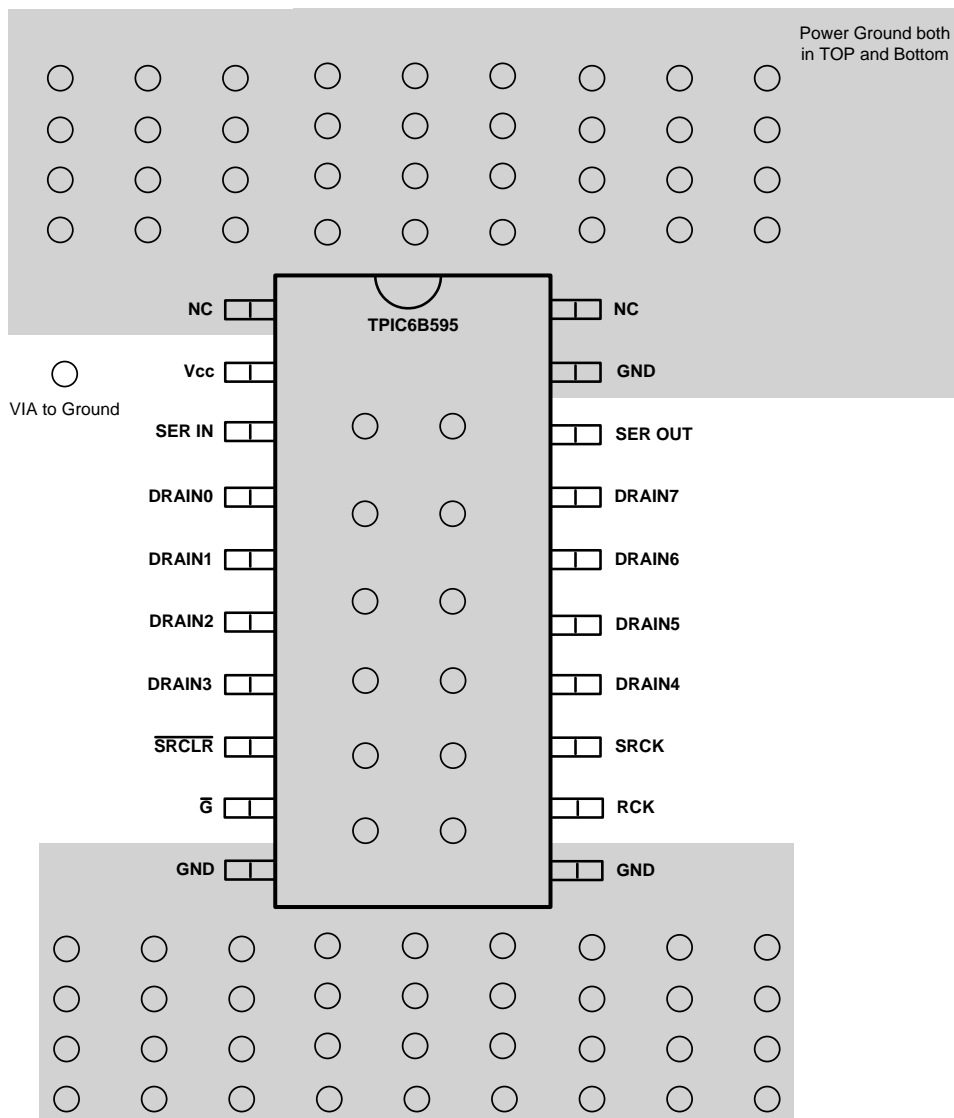 Power Ground both
in TOP and Bottom
NC
TPIC6B595
NC
Vcc
GND
VIA to Ground
SER IN
SER OUT
DRAIN0
DRAIN7
DRAIN1
DRAIN6
DRAIN2
DRAIN5
DRAIN3
DRAIN4
S̅R̅C̅L̅R̅
SRCK
G̅
RCK
GND
GND